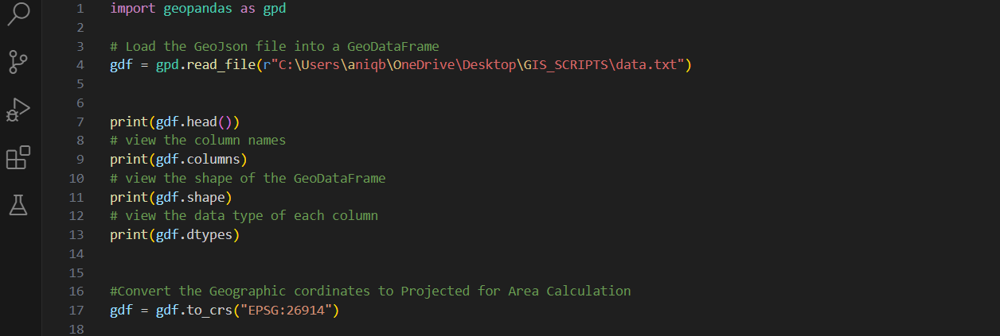 1 import geopandas as gpd
2
3 # Load the GeoJson file into a GeoDataFrame
4 gdf = gpd.read_file(r"C:\Users\aniqb\OneDrive\Desktop\GIS_SCRIPTS\data.txt")
5
6
7 print(gdf.head())
8 # view the column names
9 print(gdf.columns)
10 # view the shape of the GeoDataFrame
11 print(gdf.shape)
12 # view the data type of each column
13 print(gdf.dtypes)
14
15
16 #Convert the Geographic cordinates to Projected for Area Calculation
17 gdf = gdf.to_crs("EPSG:26914")
18